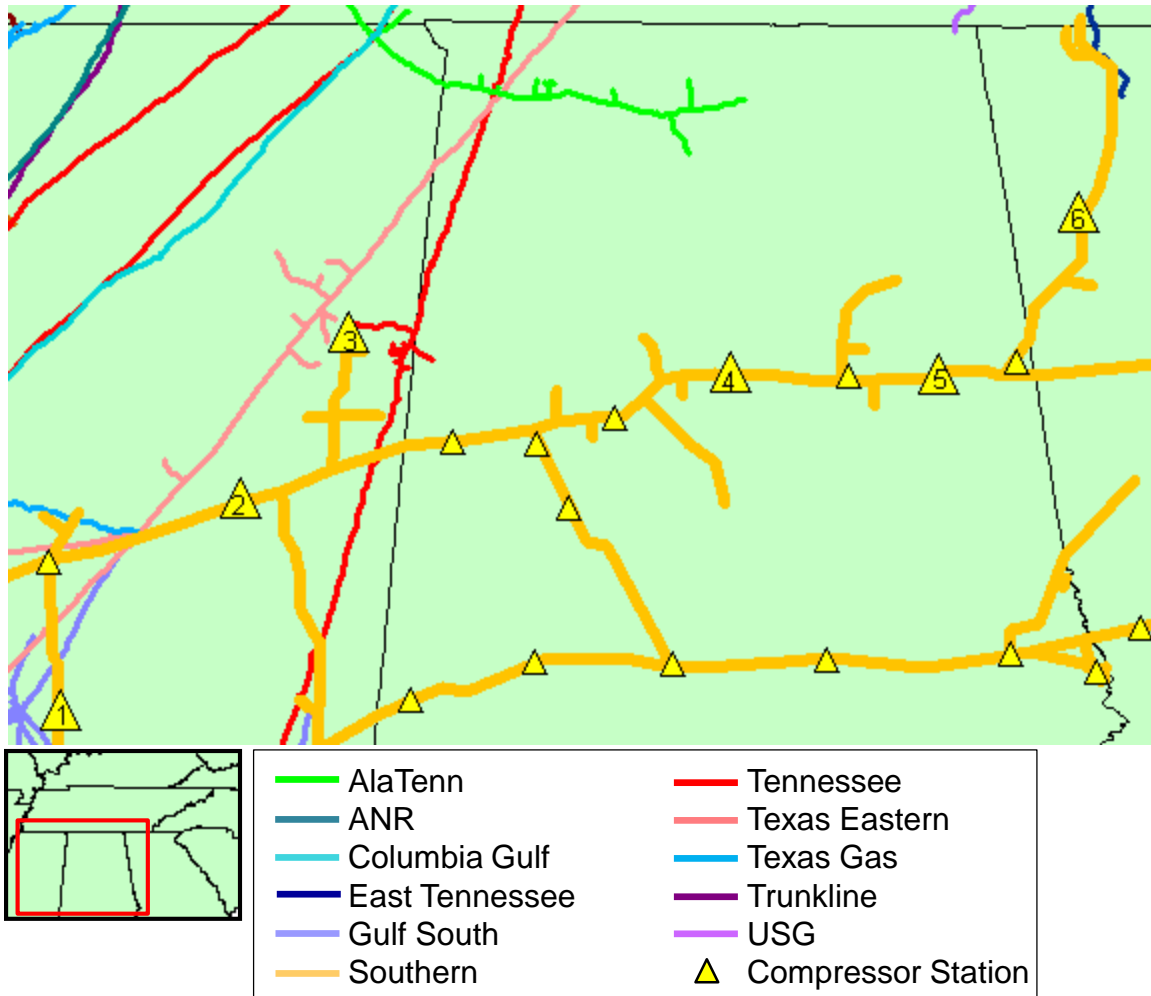 6
3
4
5
2
1
AlaTenn
ANR
Columbia Gulf
East Tennessee
Gulf South
Southern
Tennessee
Texas Eastern
Texas Gas
Trunkline
USG
Compressor Station